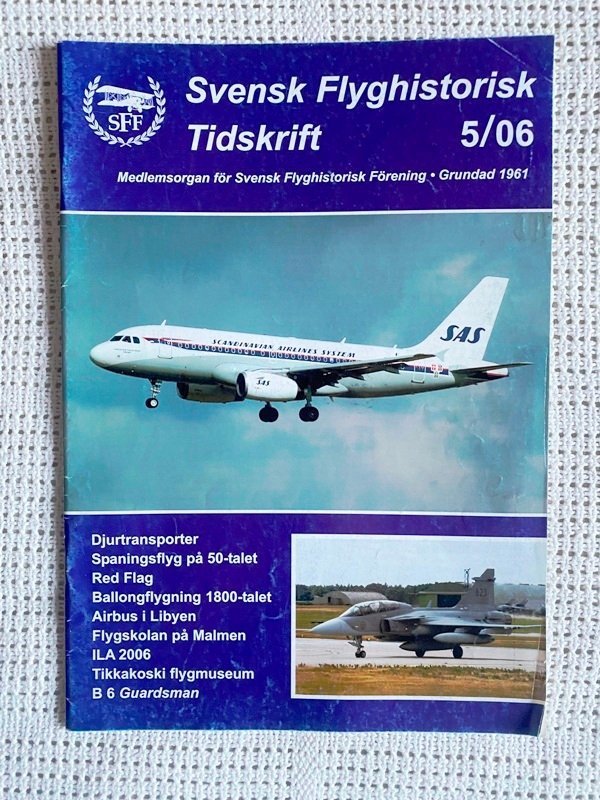 SFF
Svensk Flyghistorisk
Tidskrift 5/06
Medlemsorgan för Svensk Flyghistorisk Förening • Grundad 1961
SCANDINAVIAN AIRLINES SYSTEM
SAS
SAS
Djurtransporter
Spaningsflyg på 50-talet
Red Flag
Ballongflygning 1800-talet
Airbus i Libyen
Flygskolan på Malmen
ILA 2006
Tikkakoski flygmuseum
B 6 Guardsman
823